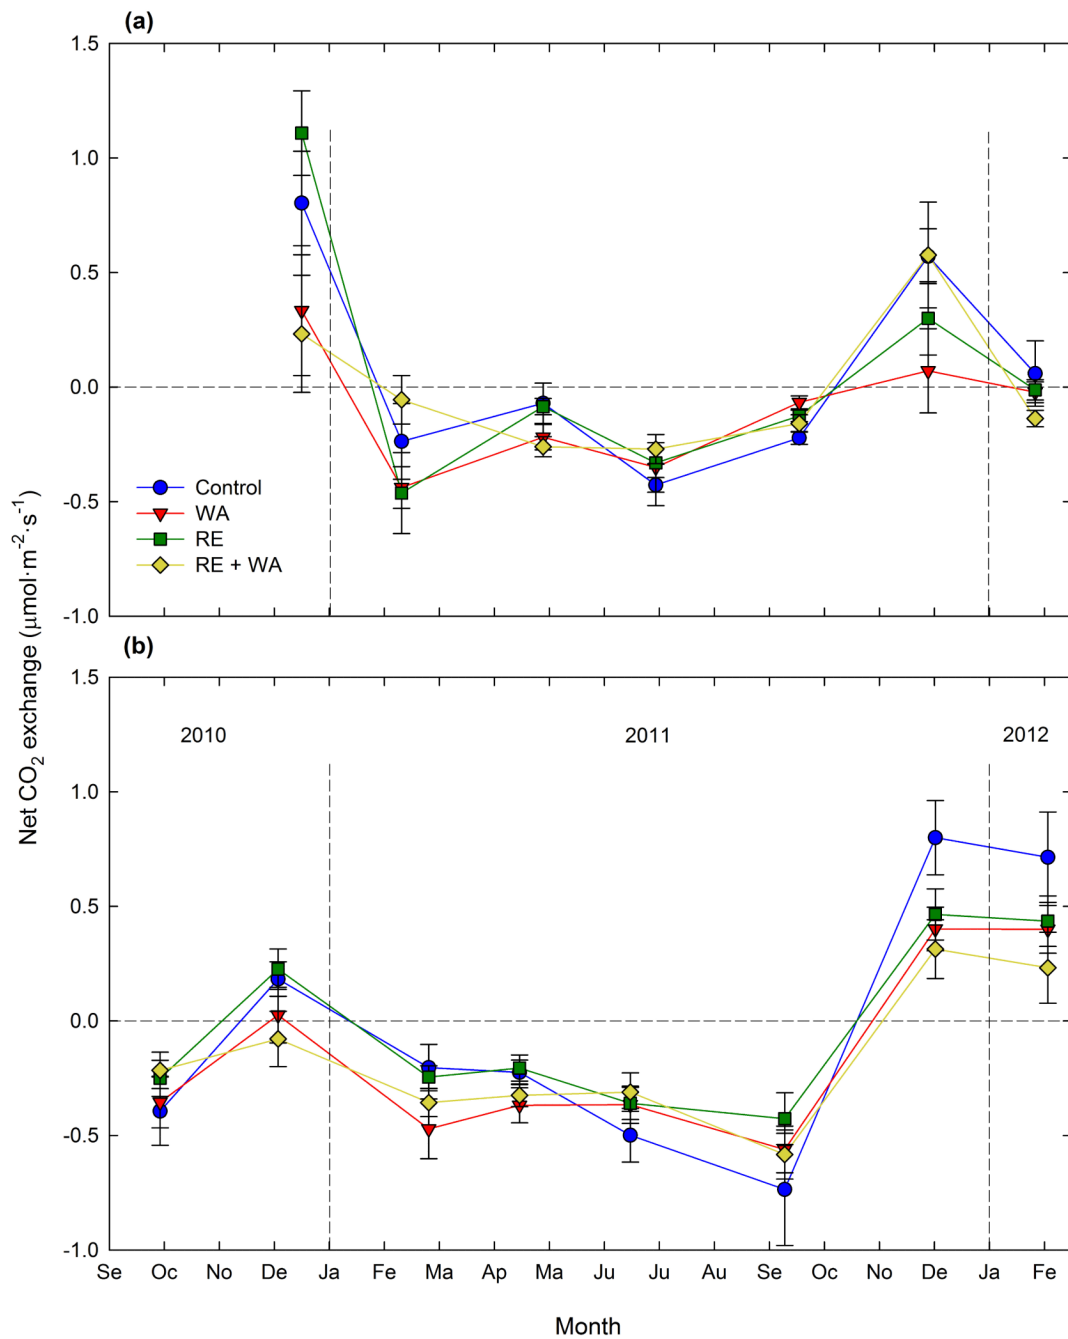 (a)
1.5
1.0
0.5
0.0
-0.5
-1.0
Control
WA
RE
RE + WA
Net CO₂ exchange (μmol·m⁻²·s⁻¹)
(b)
1.5
1.0
0.5
0.0
-0.5
-1.0
2010 2011 2012
Se Oc No De Ja Fe Ma Ap Ma Ju Ju Au Se Oc No De Ja Fe
Month